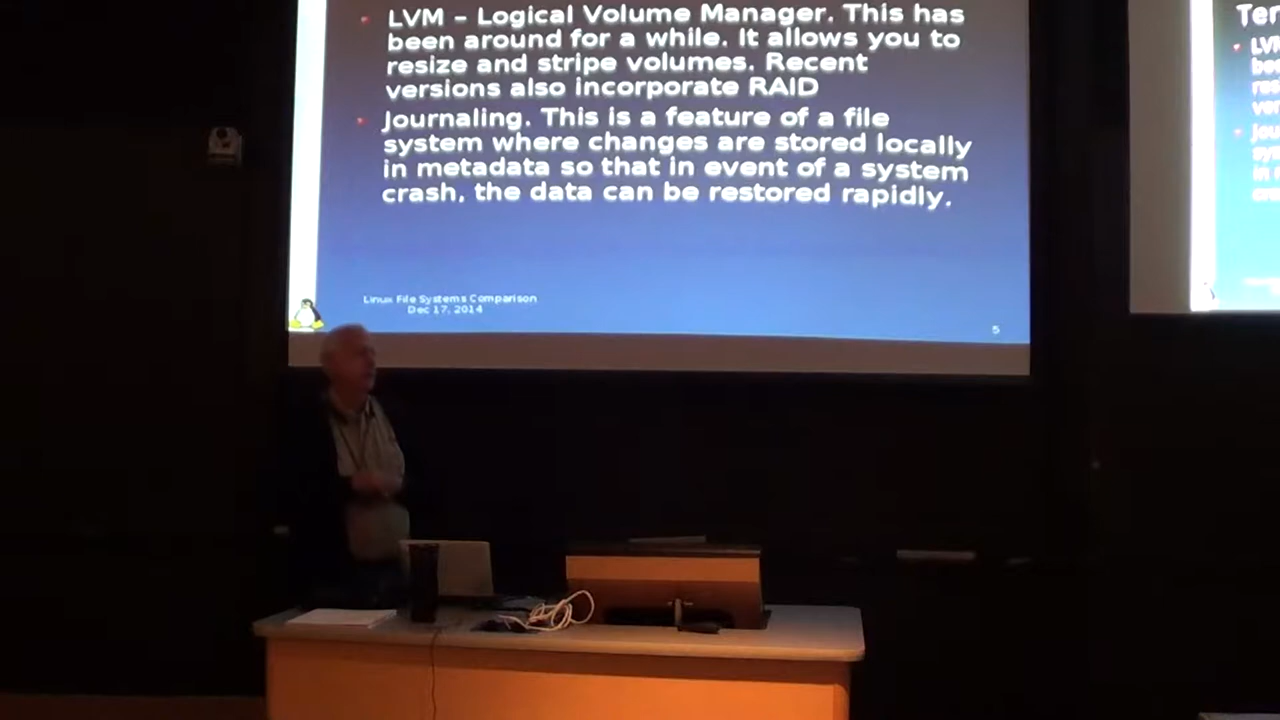 LVM – Logical Volume Manager. This has
been around for a while. It allows you to
resize and stripe volumes. Recent
versions also incorporate RAID
Journaling. This is a feature of a file
system where changes are stored locally
in metadata so that in event of a system
crash, the data can be restored rapidly.
Linux File Systems Comparison
Dec 17, 2014
5